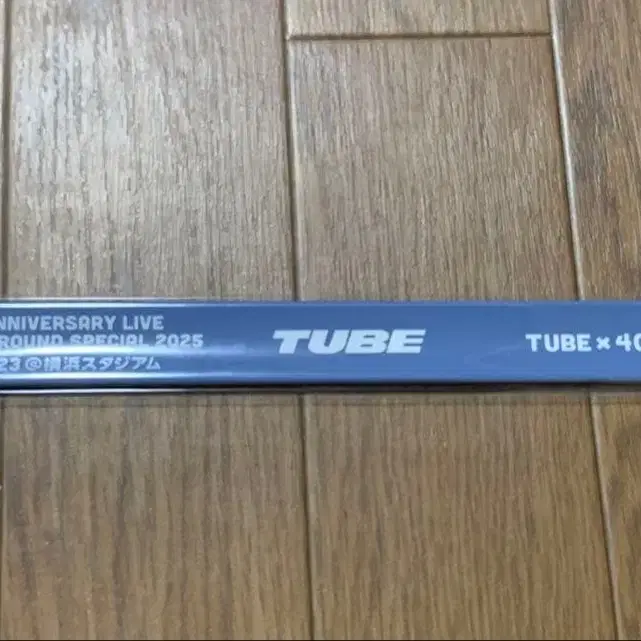 NNIVERSARY LIVE
ROUND SPECIAL 2025
23@横浜スタジアム
TUBE
TUBE×40